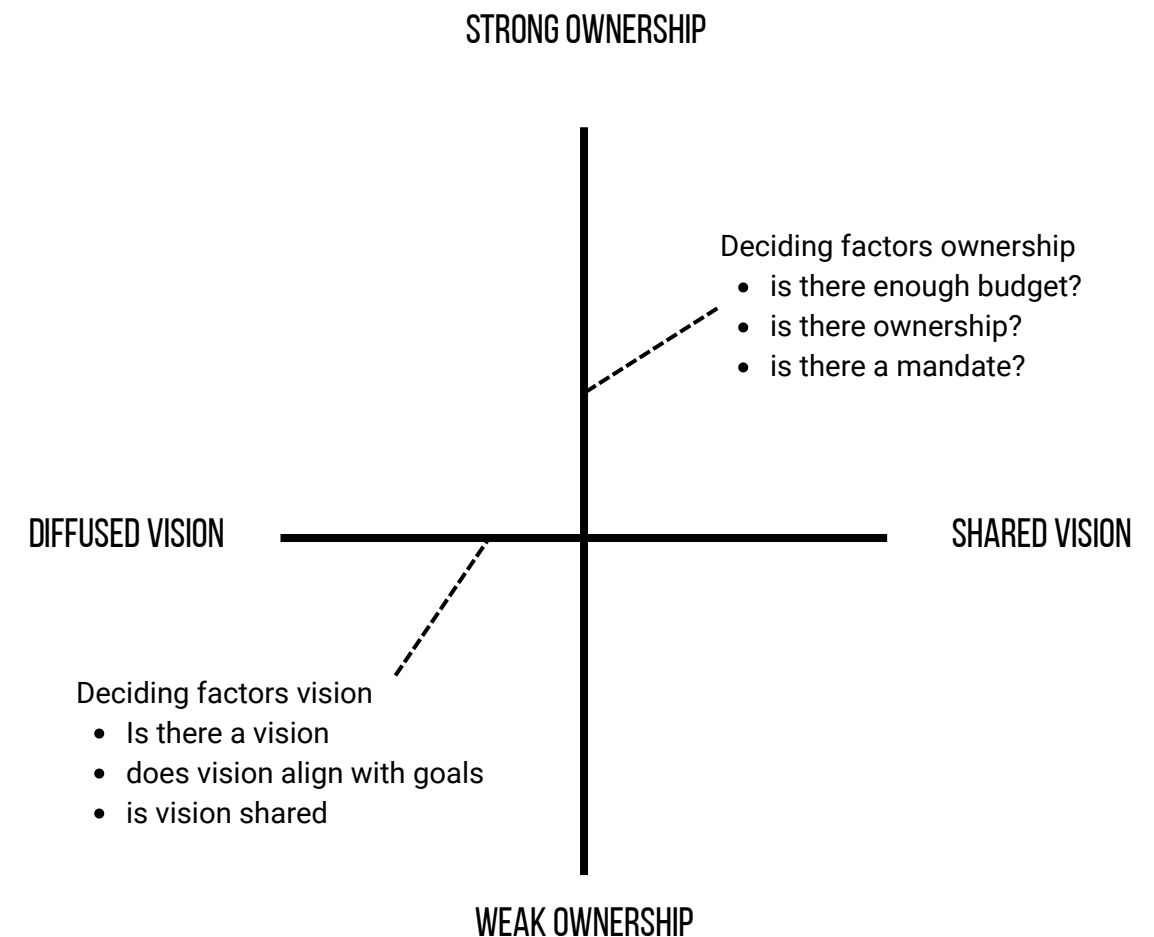 STRONG OWNERSHIP
Deciding factors ownership
• is there enough budget?
• is there ownership?
• is there a mandate?
DIFFUSED VISION
SHARED VISION
Deciding factors vision
• Is there a vision
• does vision align with goals
• is vision shared
WEAK OWNERSHIP